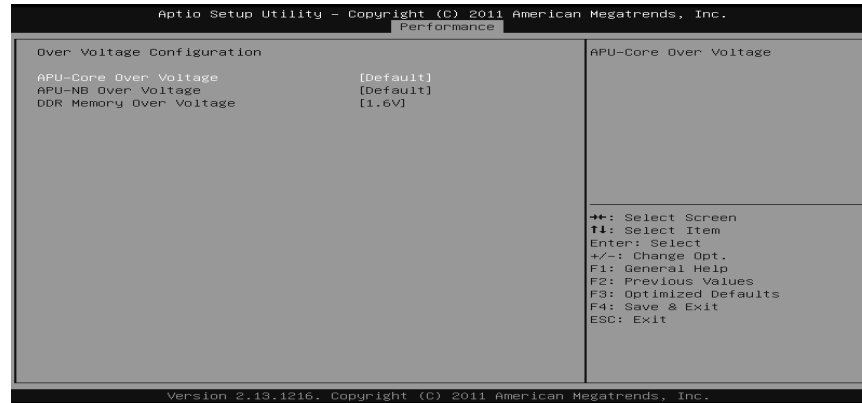 Aptio Setup Utility – Copyright (C) 2011 American Megatrends, Inc.
Performance
Over Voltage Configuration
APU-Core Over Voltage [Default]
APU-NB Over Voltage [Default]
DDR Memory Over Voltage [1.6V]
APU-Core Over Voltage
→←: Select Screen
↑↓: Select Item
Enter: Select
+/-: Change Opt.
F1: General Help
F2: Previous Values
F3: Optimized Defaults
F4: Save & Exit
ESC: Exit
Version 2.13.1216. Copyright (C) 2011 American Megatrends, Inc.